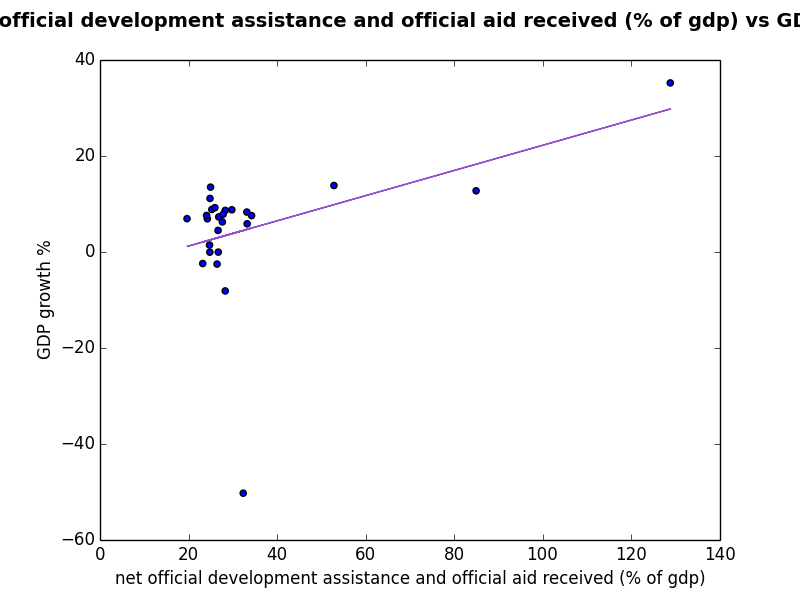 official development assistance and official aid received (% of gdp) vs GD
40
20
0
−20
−40
−60
GDP growth %
0 20 40 60 80 100 120 140
net official development assistance and official aid received (% of gdp)